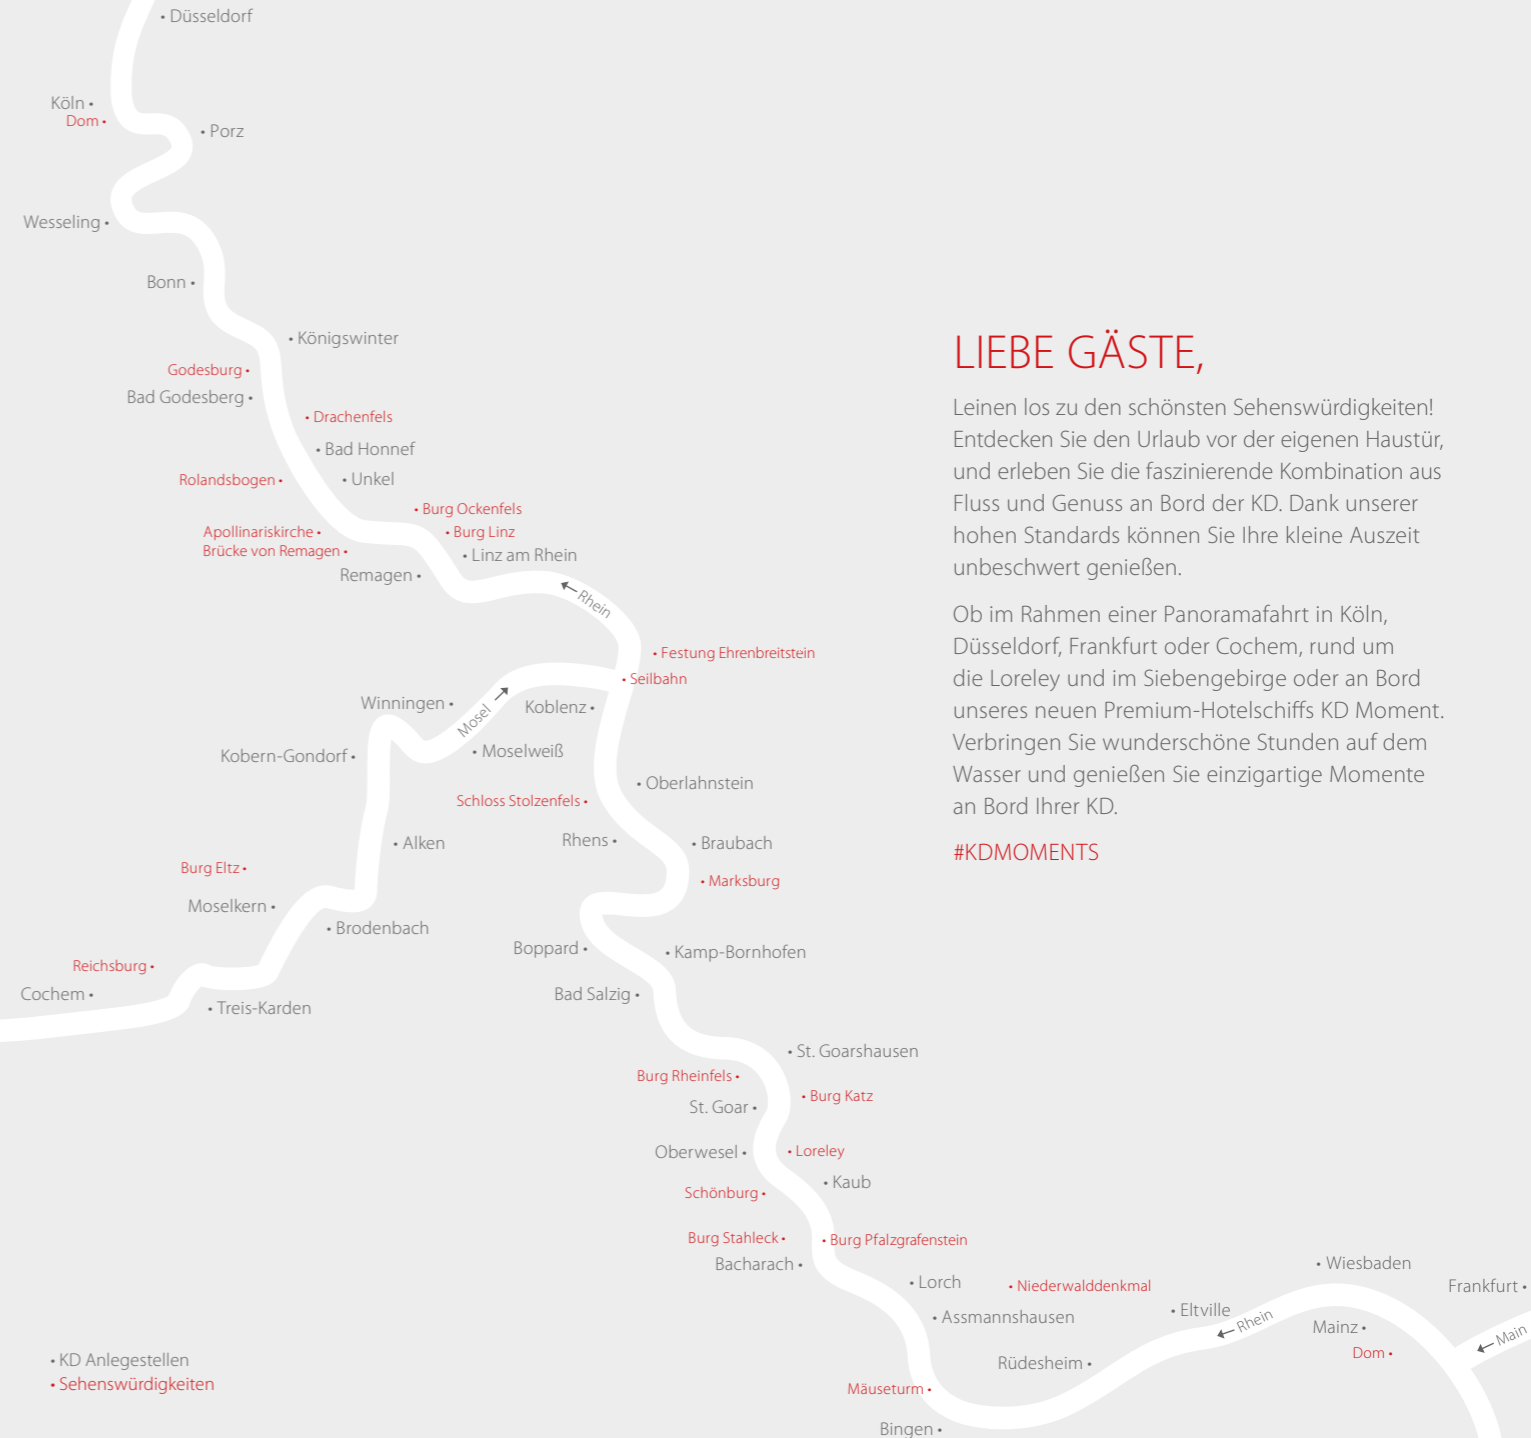 • Düsseldorf
Köln •
Dom •
• Porz
Wesseling •
Bonn •
• Königswinter
Godesburg •
Bad Godesberg •
• Drachenfels
• Bad Honnef
Rolandsbogen •
• Unkel
• Burg Ockenfels
Apollinariskirche •
• Burg Linz
Brücke von Remagen •
• Linz am Rhein
Remagen •
Rhein
• Festung Ehrenbreitstein
• Seilbahn
Winningen •
Koblenz •
Mosel
Kobern-Gondorf •
• Moselweiß
• Oberlahnstein
Schloss Stolzenfels •
Rhens •
• Alken
• Braubach
Burg Eltz •
• Marksburg
Moselkern •
• Brodenbach
Boppard •
• Kamp-Bornhofen
Reichsburg •
Cochem •
Bad Salzig •
• Treis-Karden
• St. Goarshausen
Burg Rheinfels •
• Burg Katz
St. Goar •
Oberwesel •
• Loreley
• Kaub
Schönburg •
Burg Stahleck •
• Burg Pfalzgrafenstein
Bacharach •
• Lorch
• Niederwalddenkmal
• Wiesbaden
Frankfurt •
• Assmannshausen
• Eltville
Rhein
Mainz •
Main
Dom •
Rüdesheim •
Mäuseturm •
Bingen •
• KD Anlegestellen
• Sehenswürdigkeiten
LIEBE GÄSTE,
Leinen los zu den schönsten Sehenswürdigkeiten!
Entdecken Sie den Urlaub vor der eigenen Haustür,
und erleben Sie die faszinierende Kombination aus
Fluss und Genuss an Bord der KD. Dank unserer
hohen Standards können Sie Ihre kleine Auszeit
unbeschwert genießen.
Ob im Rahmen einer Panoramafahrt in Köln,
Düsseldorf, Frankfurt oder Cochem, rund um
die Loreley und im Siebengebirge oder an Bord
unseres neuen Premium-Hotelschiffs KD Moment.
Verbringen Sie wunderschöne Stunden auf dem
Wasser und genießen Sie einzigartige Momente
an Bord Ihrer KD.
#KDMOMENTS